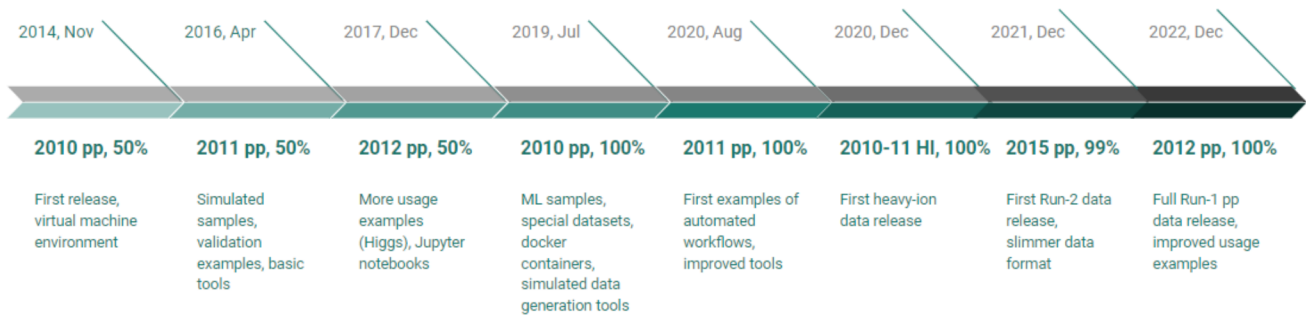 2014, Nov
2016, Apr
2017, Dec
2019, Jul
2020, Aug
2020, Dec
2021, Dec
2022, Dec
2010 pp, 50%
First release,
virtual machine
environment
2011 pp, 50%
Simulated
samples,
validation
examples, basic
tools
2012 pp, 50%
More usage
examples
(Higgs), Jupyter
notebooks
2010 pp, 100%
ML samples,
special datasets,
docker
containers,
simulated data
generation tools
2011 pp, 100%
First examples of
automated
workflows,
improved tools
2010-11 HI, 100%
First heavy-ion
data release
2015 pp, 99%
First Run-2 data
release,
slimmer data
format
2012 pp, 100%
Full Run-1 pp
data release,
improved usage
examples